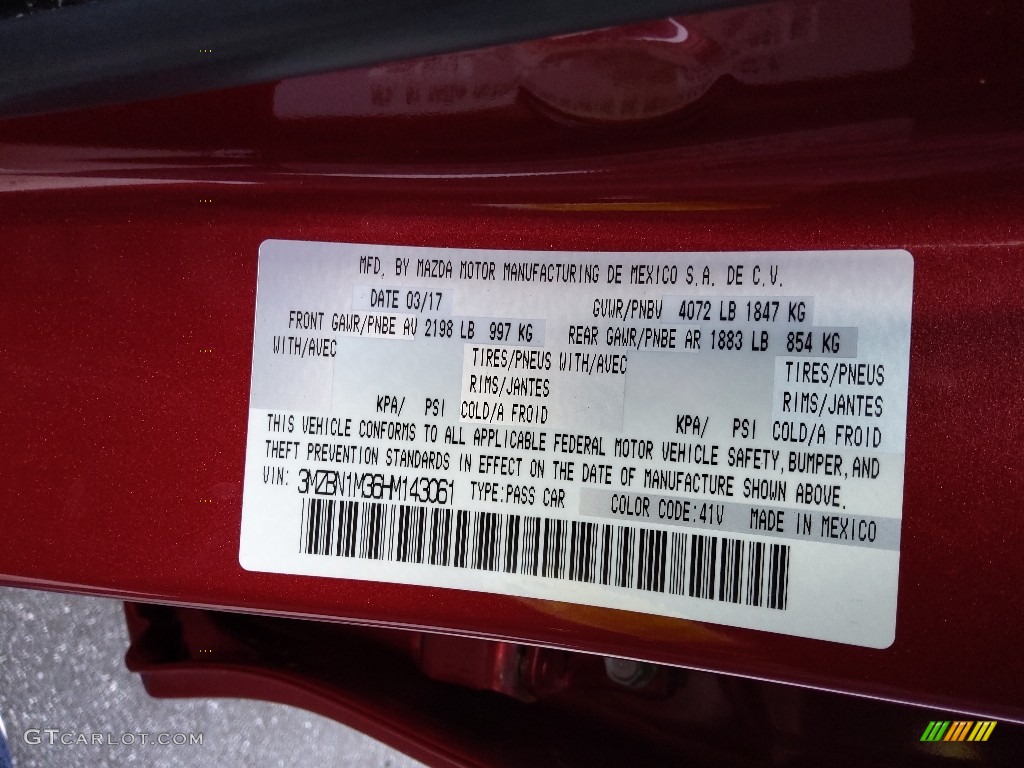 MFD. BY MAZDA MOTOR MANUFACTURING DE MEXICO S.A. DE C.V.
DATE 03/17 GVWR/PNBV 4072 LB 1847 KG
FRONT GAWR/PNBE AV 2198 LB 997 KG REAR GAWR/PNBE AR 1883 LB 854 KG
WITH/AVEC TIRES/PNEUS WITH/AVEC TIRES/PNEUS
RIMS/JANTES RIMS/JANTES
KPA/ PSI COLD/A FROID KPA/ PSI COLD/A FROID
THIS VEHICLE CONFORMS TO ALL APPLICABLE FEDERAL MOTOR VEHICLE SAFETY,BUMPER,AND
THEFT PREVENTION STANDARDS IN EFFECT ON THE DATE OF MANUFACTURE SHOWN ABOVE.
VIN: 3MZBN1M36HM143061 TYPE:PASS CAR COLOR CODE:41V MADE IN MEXICO
GTCARLOT.COM